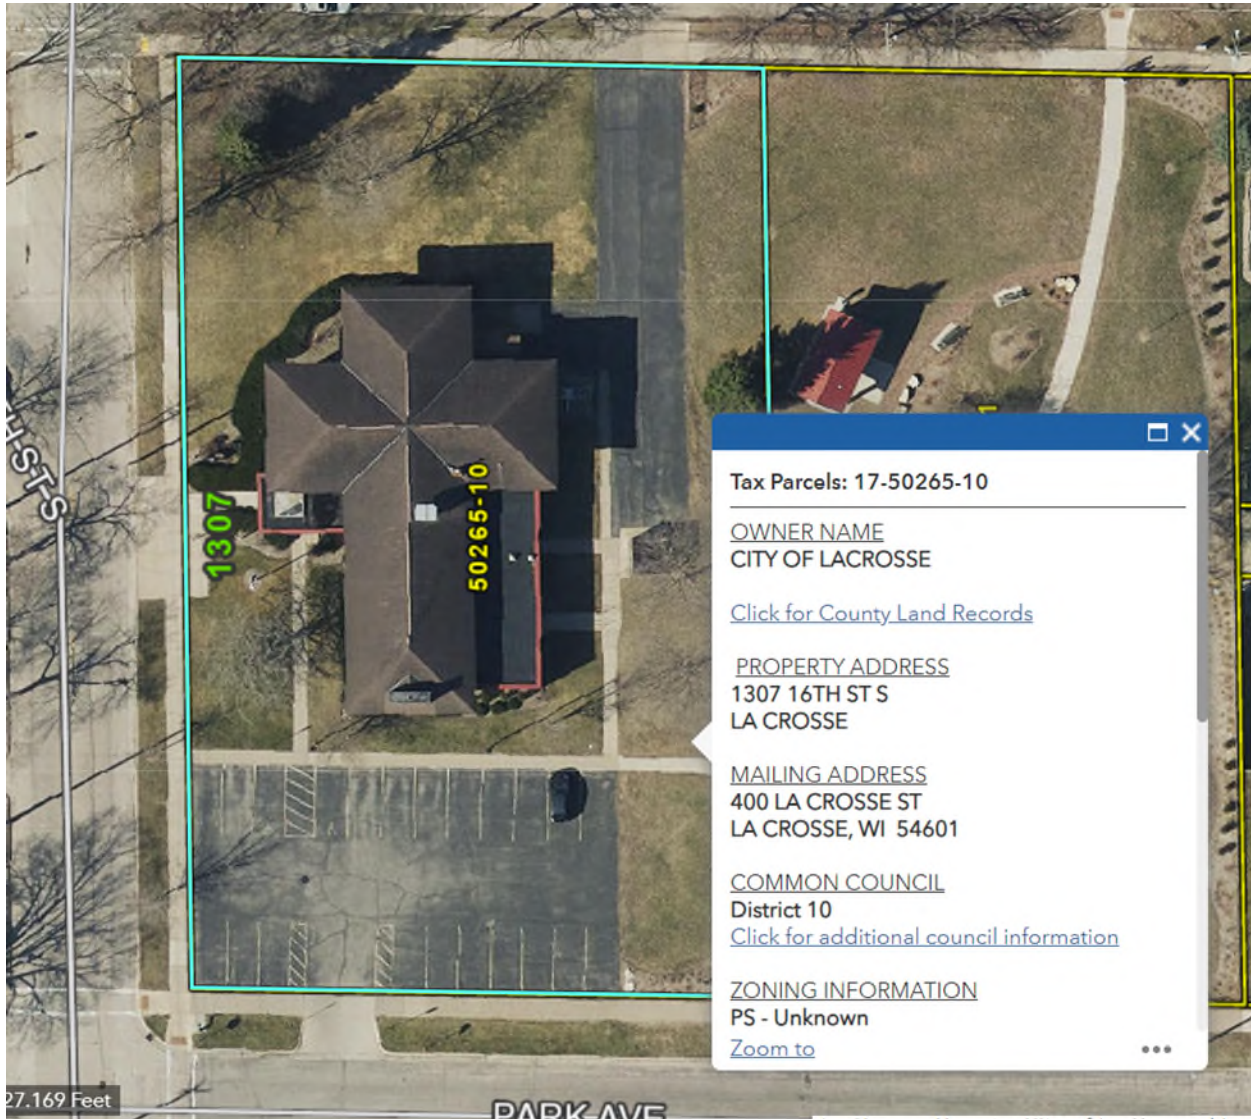 H-S-T-S
1307
50265-10
1
Tax Parcels: 17-50265-10
OWNER NAME
CITY OF LACROSSE
Click for County Land Records
PROPERTY ADDRESS
1307 16TH ST S
LA CROSSE
MAILING ADDRESS
400 LA CROSSE ST
LA CROSSE, WI  54601
COMMON COUNCIL
District 10
Click for additional council information
ZONING INFORMATION
PS - Unknown
Zoom to
27.169 Feet
PARK AVE